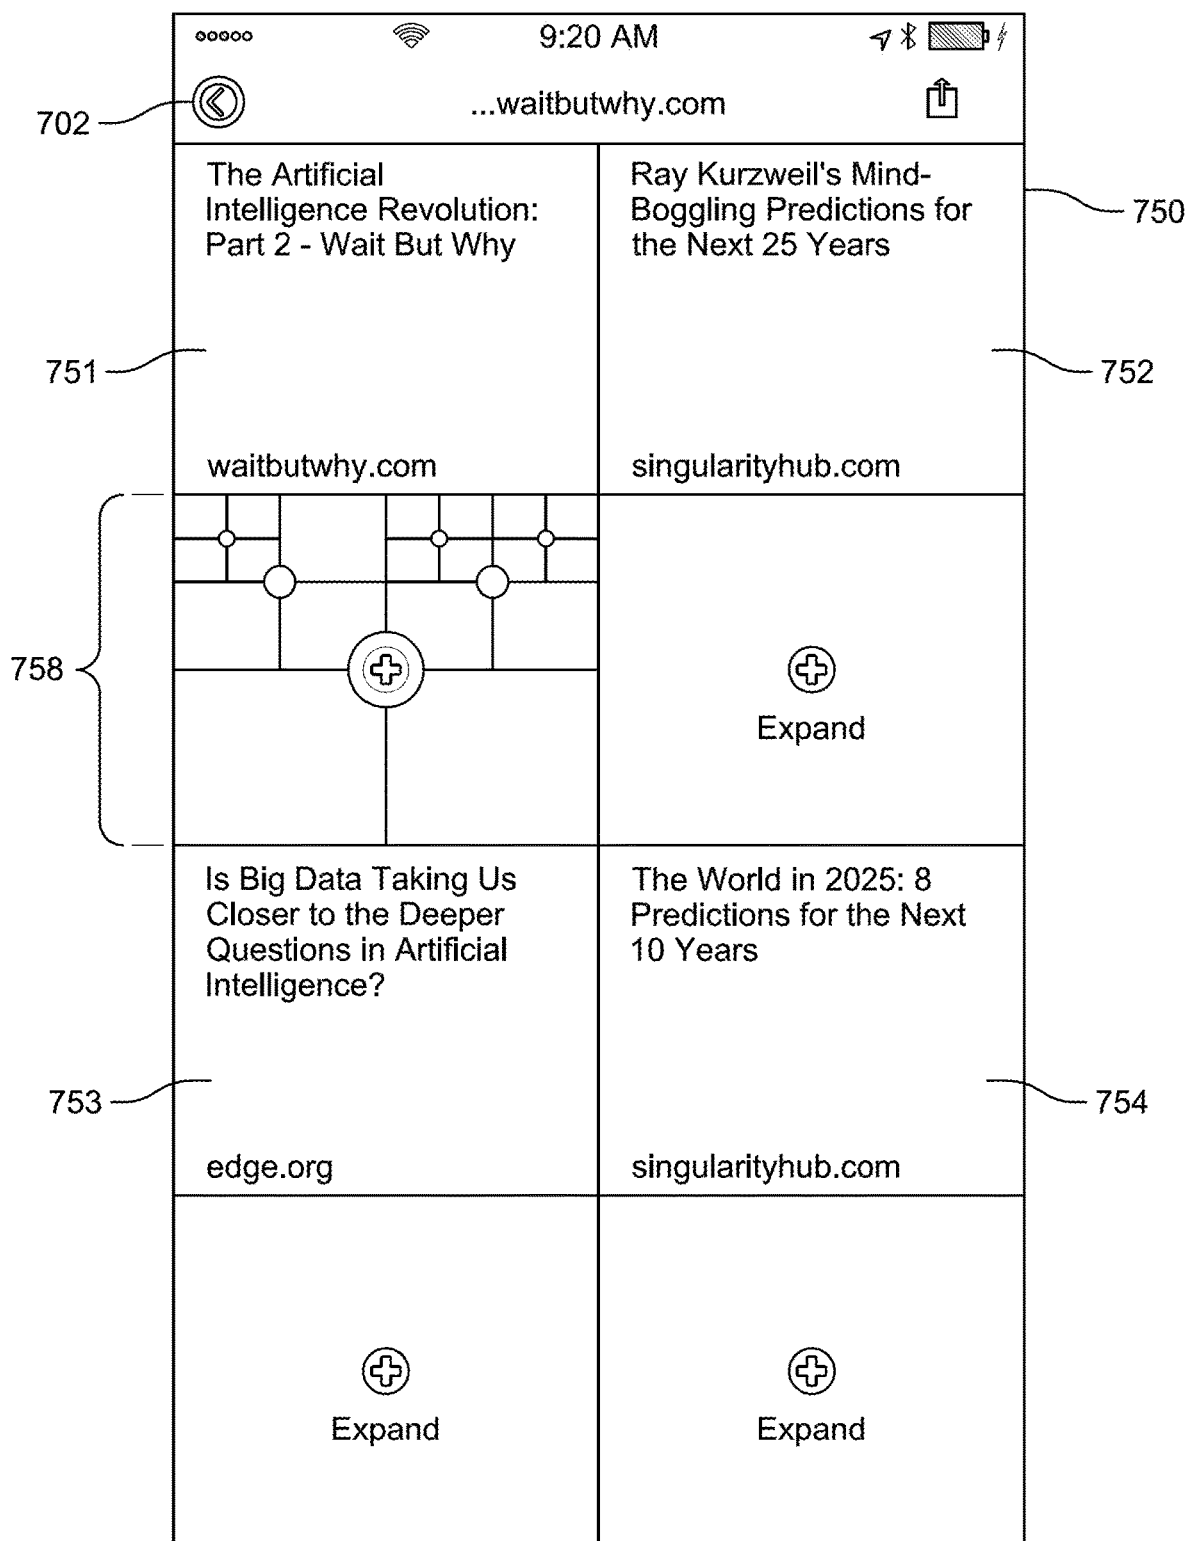 9:20 AM
702
...waitbutwhy.com
The Artificial
Intelligence Revolution:
Part 2 - Wait But Why
Ray Kurzweil's Mind-
Boggling Predictions for
the Next 25 Years
750
751
752
waitbutwhy.com
singularityhub.com
758
Expand
Is Big Data Taking Us
Closer to the Deeper
Questions in Artificial
Intelligence?
The World in 2025: 8
Predictions for the Next
10 Years
753
754
edge.org
singularityhub.com
Expand
Expand